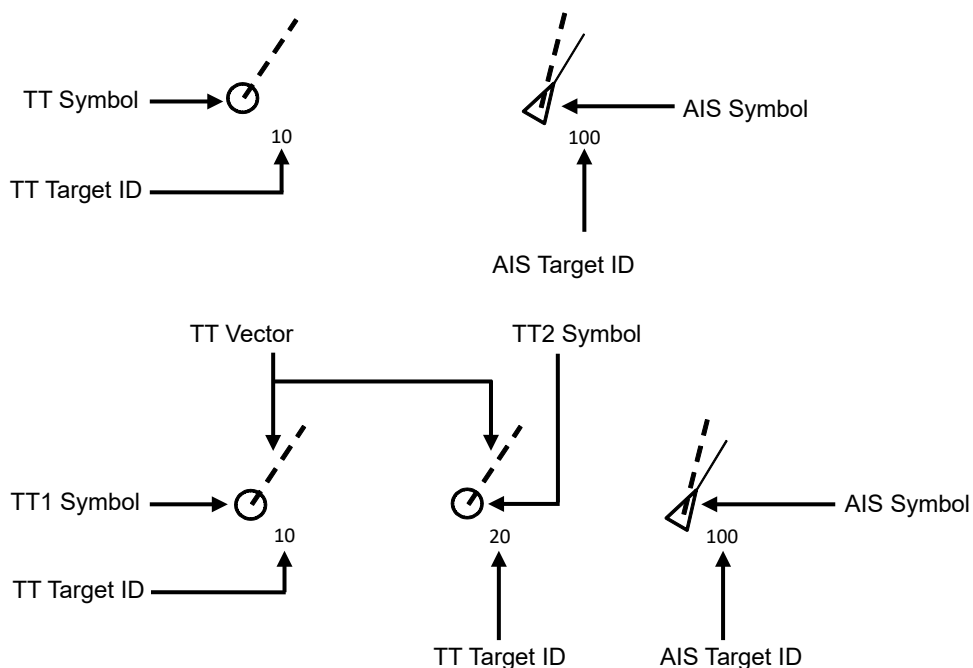 TT Symbol
AIS Symbol
10
100
TT Target ID
AIS Target ID
TT Vector
TT2 Symbol
TT1 Symbol
AIS Symbol
10
20
100
TT Target ID
TT Target ID
AIS Target ID